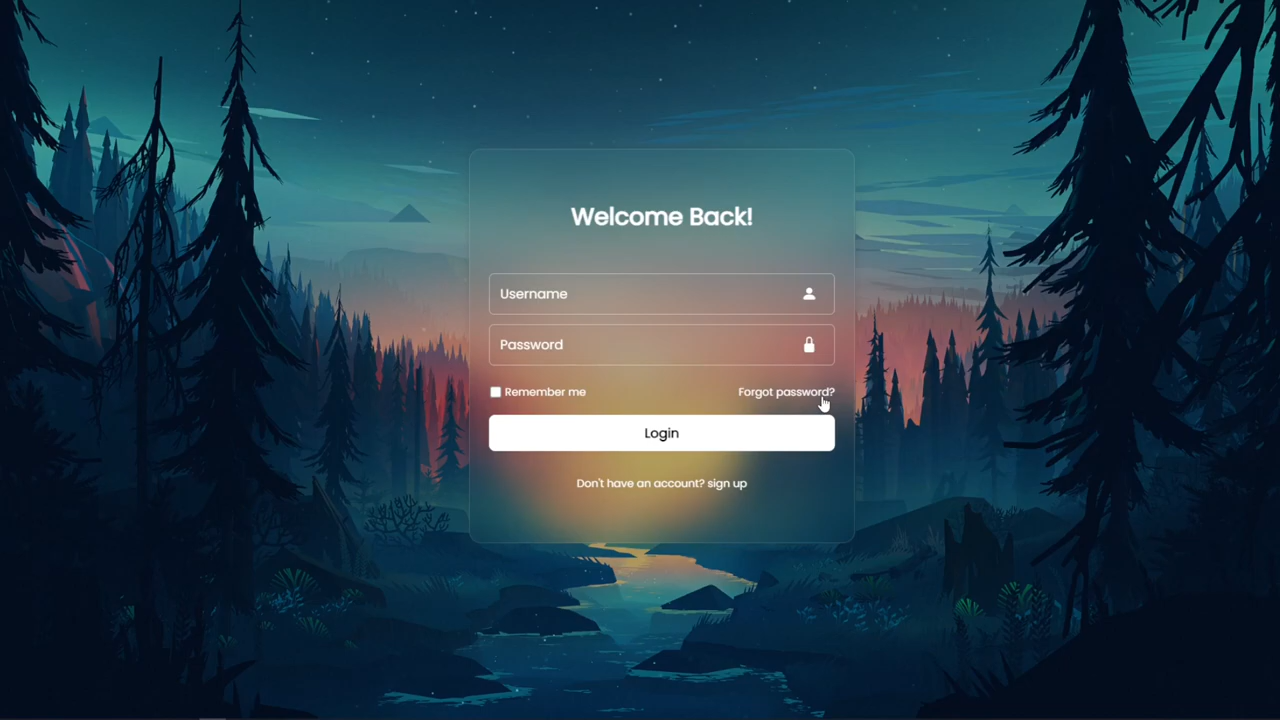 Welcome Back!
Username
Password
Remember me Forgot password?
Login
Don't have an account? sign up